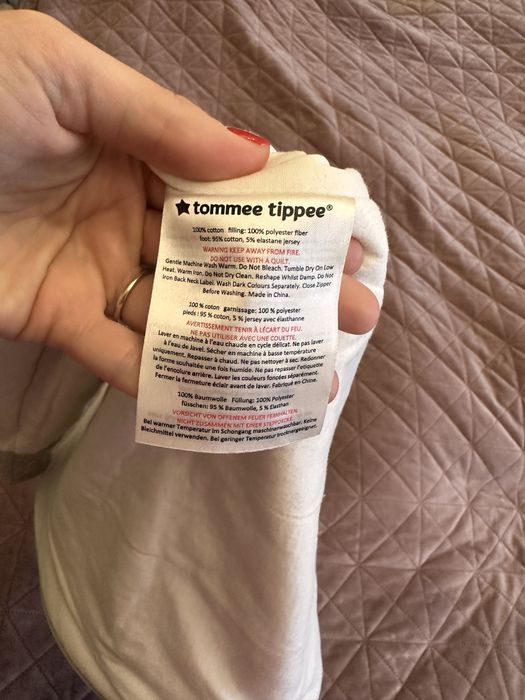 tommee tippee®
100% cotton filling: 100% polyester fiber
foot: 95% cotton, 5% elastane jersey
WARNING KEEP AWAY FROM FIRE.
DO NOT USE WITH A QUILT.
Gentle Machine Wash Warm. Do Not Bleach. Tumble Dry On Low
Heat. Warm Iron. Do Not Dry Clean. Reshape Whilst Damp. Do Not
Iron Back Neck Label. Wash Dark Colours Separately. Close Zipper
Before Washing. Made in China.
100 % coton garnissage: 100 % polyester
pieds : 95 % coton, 5 % jersey avec élasthanne
AVERTISSEMENT TENIR À L'ÉCART DU FEU.
NE PAS UTILISER AVEC UNE COUETTE.
Laver en machine à l'eau chaude en cycle délicat. Ne pas laver
à l'eau de Javel. Sécher en machine à basse température
uniquement. Repasser à chaud. Ne pas nettoyer à sec. Redonner
la forme souhaitée une fois humide. Ne pas repasser l'étiquette
de l'encolure arrière. Laver les couleurs foncées séparément.
Fermer la fermeture éclair avant de laver. Fabriqué en Chine.
100% Baumwolle Füllung: 100% Polyester
füsschen: 95 % Baumwolle, 5 % Elasthan
VORSICHT VON OFFENEM FEUER FERNHALTEN.
NICHT ZUSAMMEN MIT EINER STEPPDECKE.
Bei warmer Temperatur im Schongang maschinenwaschbar. Keine
Bleichmittel verwenden. Bei geringer Temperatur trocknergeeignet.